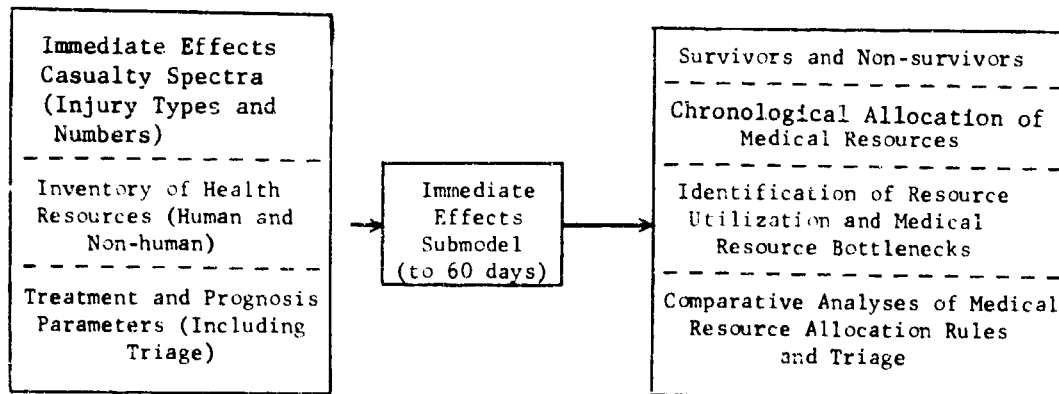 Immediate Effects
Casualty Spectra
(Injury Types and
Numbers)
Inventory of Health
Resources (Human and
Non-human)
Treatment and Prognosis
Parameters (Including
Triage)
Immediate
Effects
Submodel
(to 60 days)
Survivors and Non-survivors
Chronological Allocation of
Medical Resources
Identification of Resource
Utilization and Medical
Resource Bottlenecks
Comparative Analyses of Medical
Resource Allocation Rules
and Triage